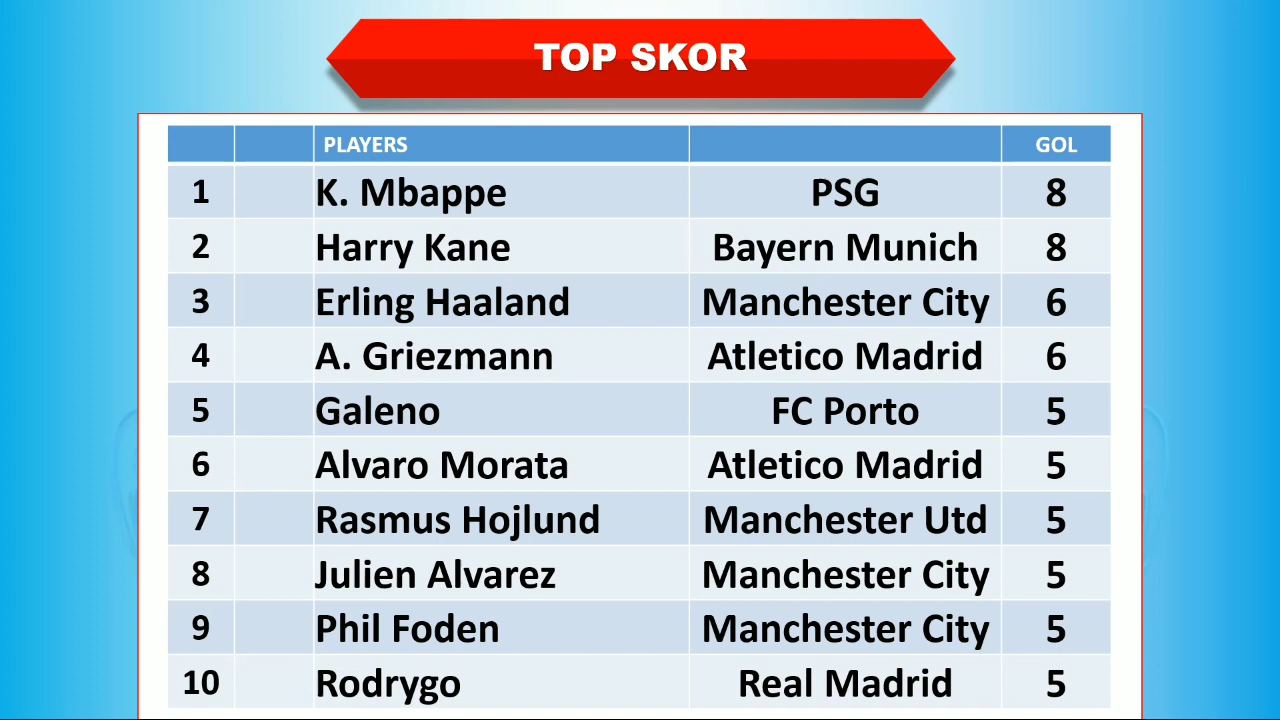 TOP SKOR
PLAYERS GOL
1 K. Mbappe PSG 8
2 Harry Kane Bayern Munich 8
3 Erling Haaland Manchester City 6
4 A. Griezmann Atletico Madrid 6
5 Galeno FC Porto 5
6 Alvaro Morata Atletico Madrid 5
7 Rasmus Hojlund Manchester Utd 5
8 Julien Alvarez Manchester City 5
9 Phil Foden Manchester City 5
10 Rodrygo Real Madrid 5